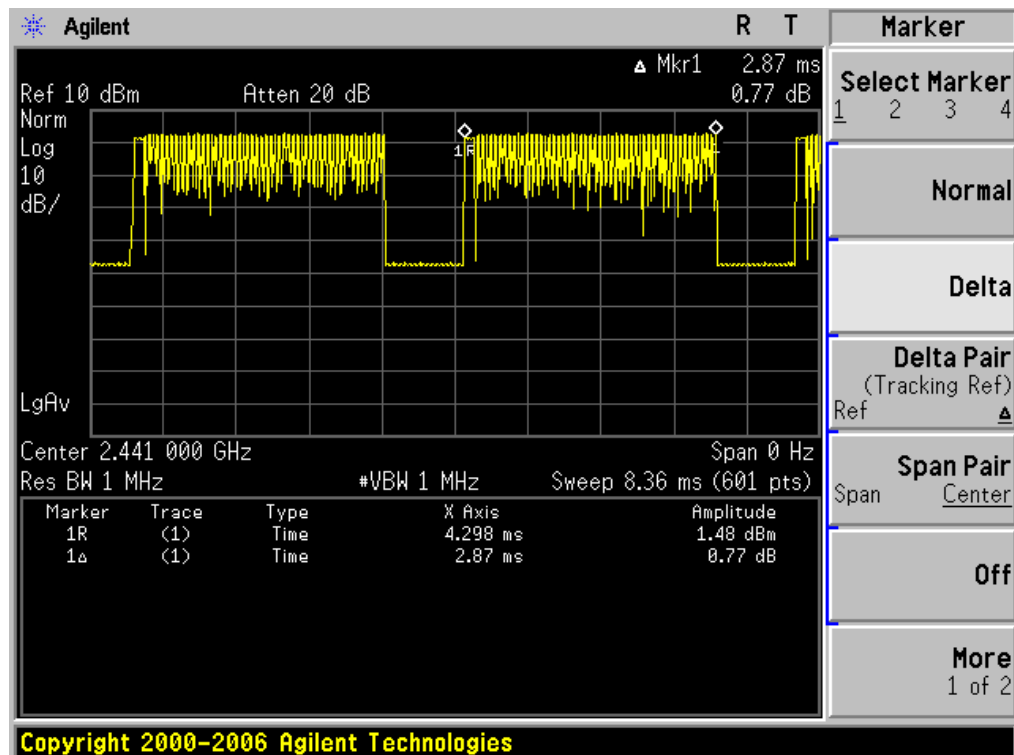 Agilent R T
Δ Mkr1 2.87 ms
Ref 10 dBm Atten 20 dB 0.77 dB
Norm
Log
10
dB/
1R
LgAv
Center 2.441 000 GHz Span 0 Hz
Res BW 1 MHz #VBW 1 MHz Sweep 8.36 ms (601 pts)
Marker Trace Type X Axis Amplitude
1R (1) Time 4.298 ms 1.48 dBm
1Δ (1) Time 2.87 ms 0.77 dB
Copyright 2000-2006 Agilent Technologies
Marker
Select Marker
1 2 3 4
Normal
Delta
Delta Pair
(Tracking Ref)
Ref Δ
Span Pair
Span Center
Off
More
1 of 2